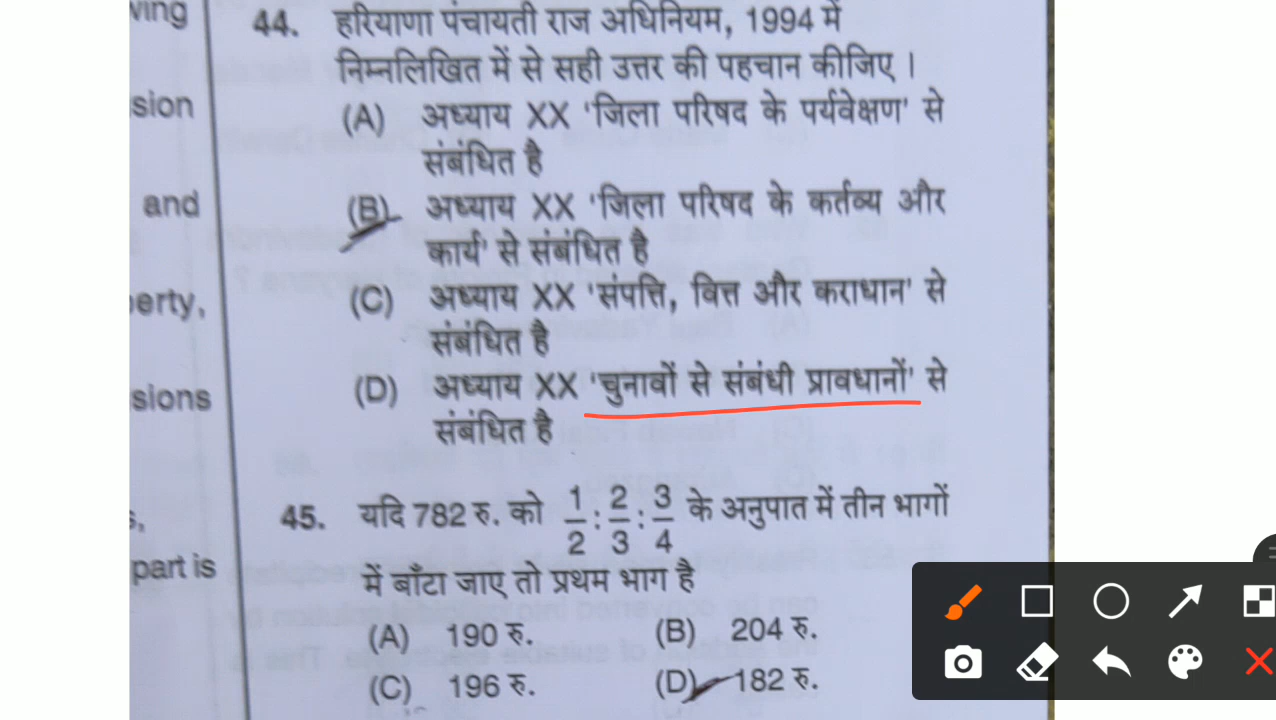 ving
sion
and
erty,
sions
s,
part is
44. हरियाणा पंचायती राज अधिनियम, 1994 में
निम्नलिखित में से सही उत्तर की पहचान कीजिए ।
(A) अध्याय XX 'जिला परिषद के पर्यवेक्षण' से
संबंधित है
(B) अध्याय XX 'जिला परिषद के कर्तव्य और
कार्य' से संबंधित है
(C) अध्याय XX 'संपत्ति, वित्त और कराधान' से
संबंधित है
(D) अध्याय XX 'चुनावों से संबंधी प्रावधानों' से
संबंधित है
45. यदि 782 रु. को 1/2 : 2/3 : 3/4 के अनुपात में तीन भागों
में बाँटा जाए तो प्रथम भाग है
(A) 190 रु. (B) 204 रु.
(C) 196 रु. (D) 182 रु.